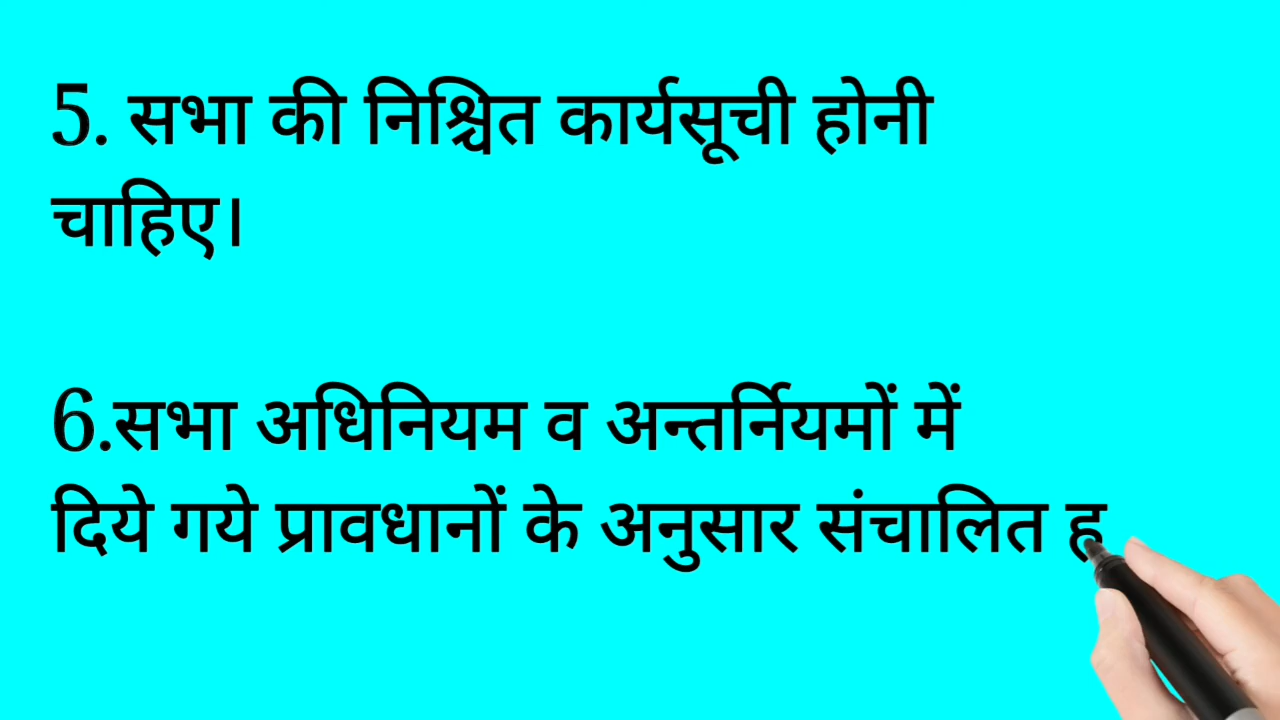 5. सभा की निश्चित कार्यसूची होनी
चाहिए।
6.सभा अधिनियम व अन्तर्नियमों में
दिये गये प्रावधानों के अनुसार संचालित ह